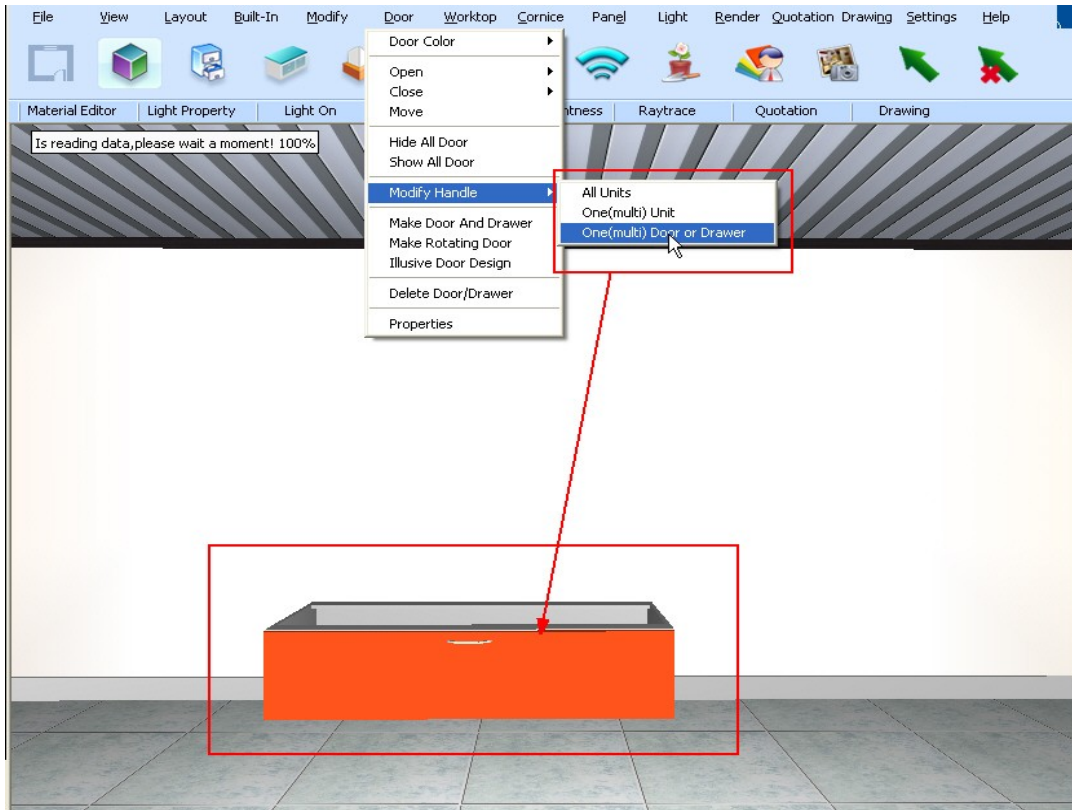 File View Layout Built-In Modify Door Worktop Cornice Panel Light Render Quotation Drawing Settings Help
Material Editor Light Property Light On Raytrace Quotation Drawing
Is reading data,please wait a moment! 100%
Door Color
Open
Close
Move
Hide All Door
Show All Door
Modify Handle
Make Door And Drawer
Make Rotating Door
Illusive Door Design
Delete Door/Drawer
Properties
All Units
One(multi) Unit
One(multi) Door or Drawer